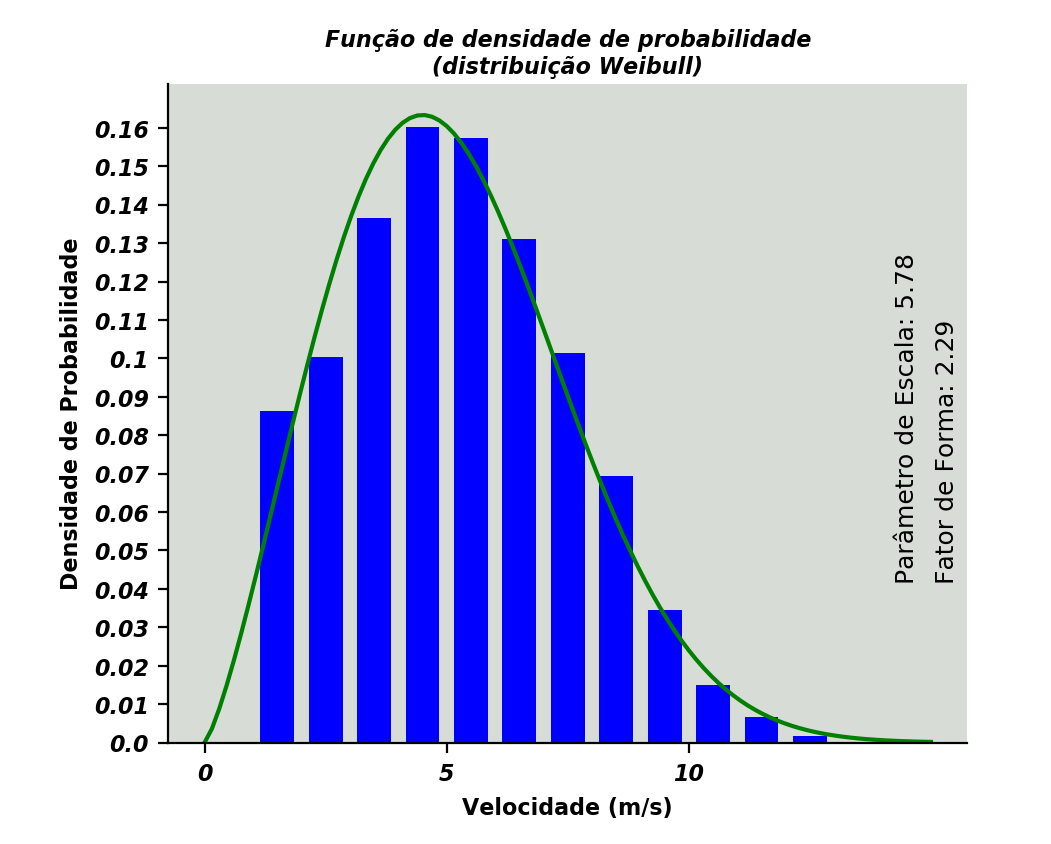 Função de densidade de probabilidade
(distribuição Weibull)
Densidade de Probabilidade
0.16
0.15
0.14
0.13
0.12
0.11
0.1
0.09
0.08
0.07
0.06
0.05
0.04
0.03
0.02
0.01
0.0
Parâmetro de Escala: 5.78
Fator de Forma: 2.29
0 5 10
Velocidade (m/s)